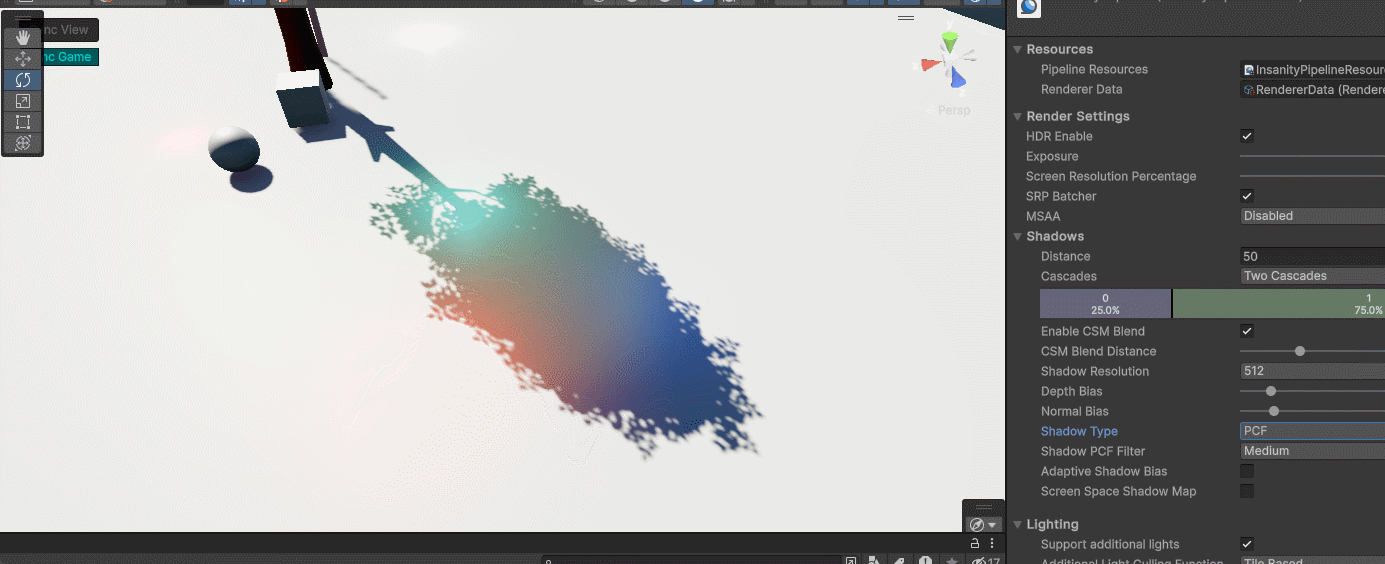 nc View
nc Game
y
x
z
Persp
17
Resources
Pipeline Resources
InsanityPipelineResour
Renderer Data
RendererData (Rendere
Render Settings
HDR Enable
Exposure
Screen Resolution Percentage
SRP Batcher
MSAA
Disabled
Shadows
Distance
50
Cascades
Two Cascades
0
1
25.0%
75.0%
Enable CSM Blend
CSM Blend Distance
Shadow Resolution
512
Depth Bias
Normal Bias
Shadow Type
PCF
Shadow PCF Filter
Medium
Adaptive Shadow Bias
Screen Space Shadow Map
Lighting
Support additional lights
Additional Light Culling Function
Tile Based